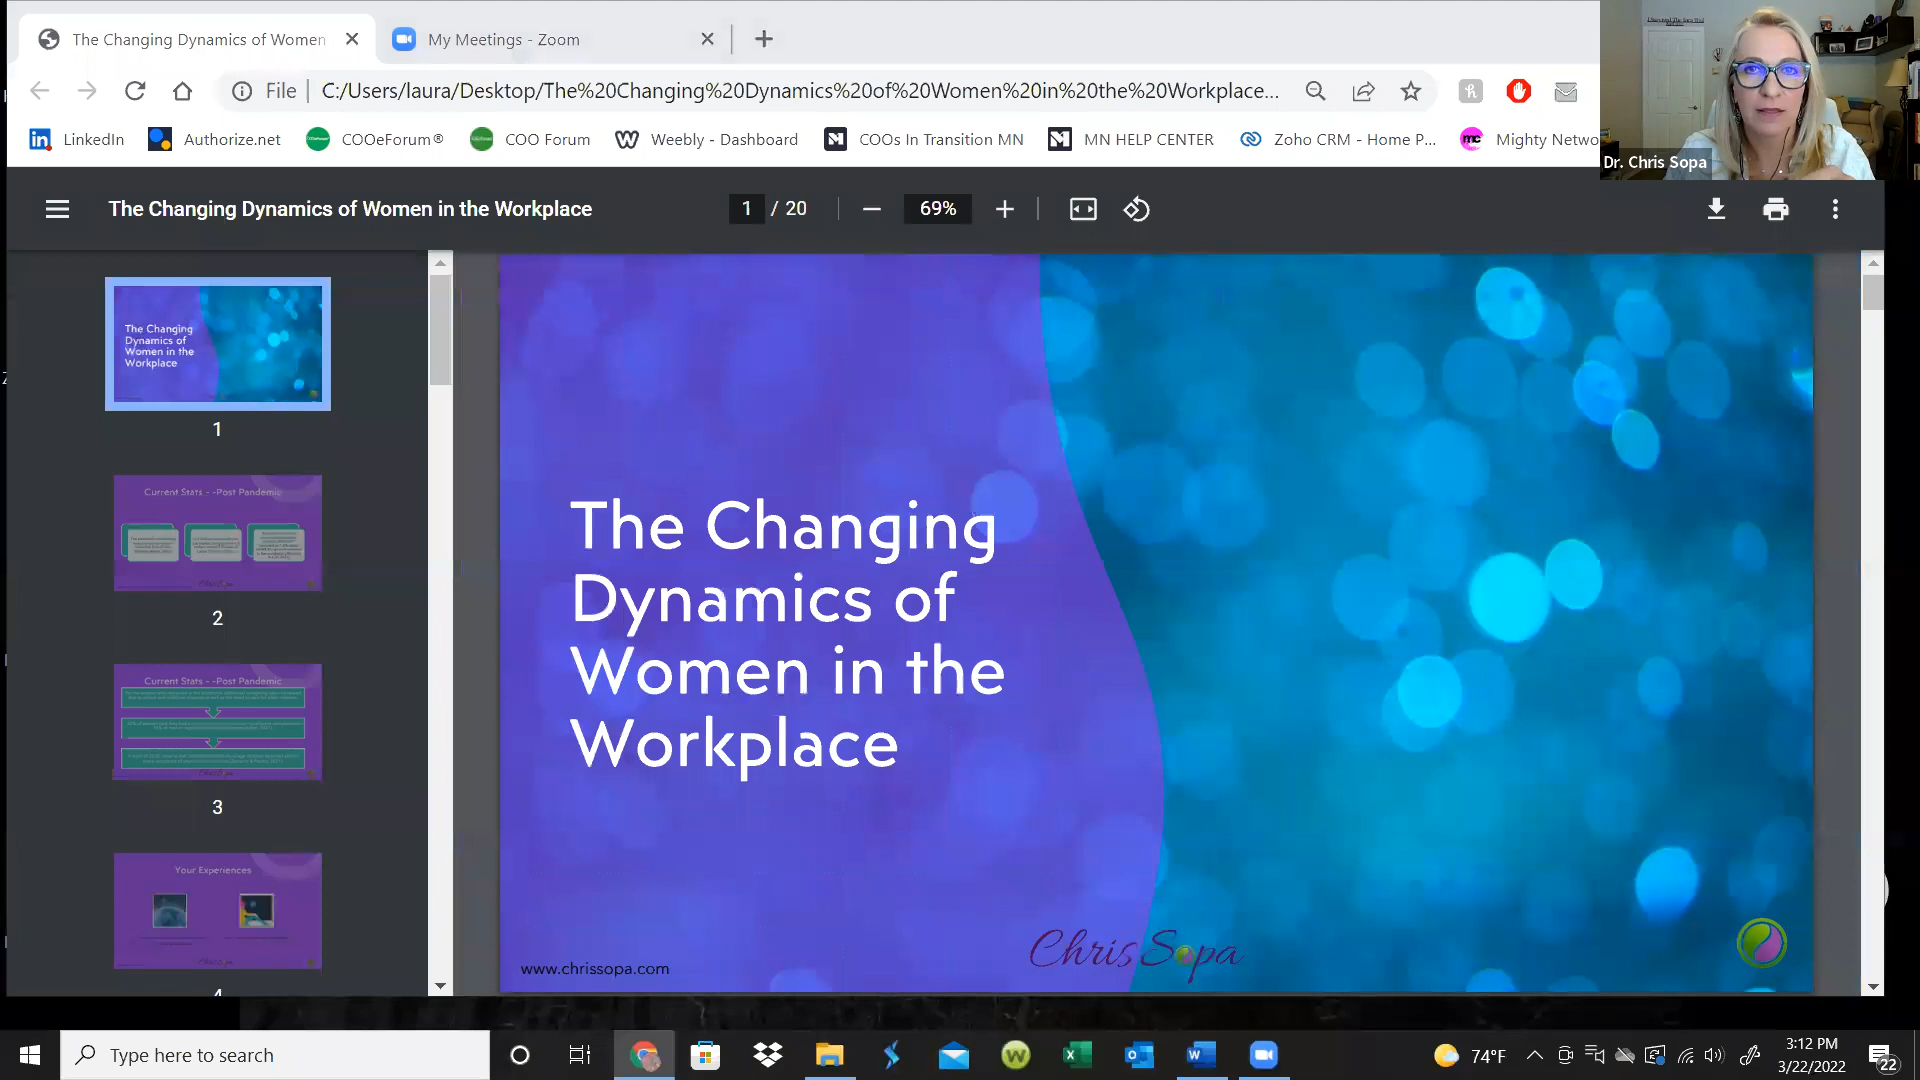 The Changing Dynamics of Women
My Meetings - Zoom
File
C:/Users/laura/Desktop/The%20Changing%20Dynamics%20of%20Women%20in%20the%20Workplace...
LinkedIn
Authorize.net
COOeForum®
COO Forum
Weebly - Dashboard
COOs In Transition MN
MN HELP CENTER
Zoho CRM - Home P...
Mighty Netwo
Dr. Chris Sopa
The Changing Dynamics of Women in the Workplace
1 / 20
69%
The Changing
Dynamics of
Women in the
Workplace
1
Current Stats - -Post Pandemic
2
Current Stats - -Post Pandemic
3
Your Experiences
4
The Changing
Dynamics of
Women in the
Workplace
www.chrissopa.com
Chris Sopa
Type here to search
74°F
3:12 PM
3/22/2022
22